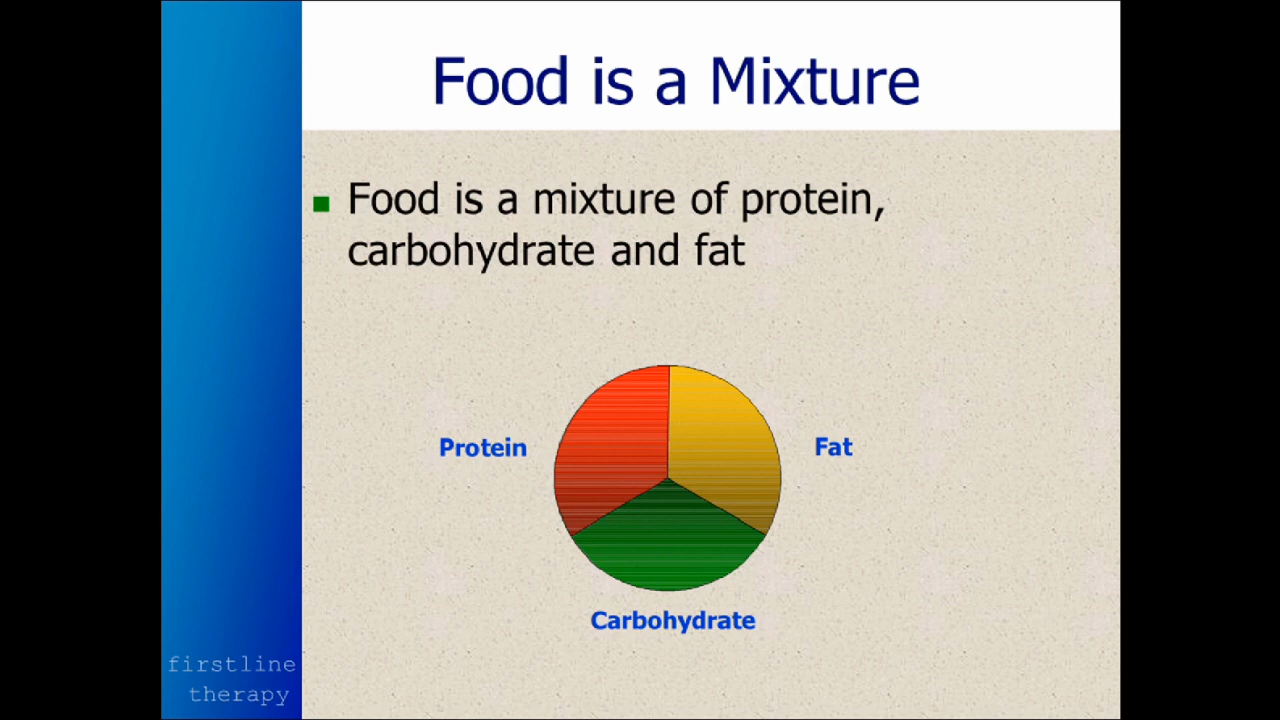 Food is a Mixture
Food is a mixture of protein,
carbohydrate and fat
Protein
Fat
Carbohydrate
firstline
therapy